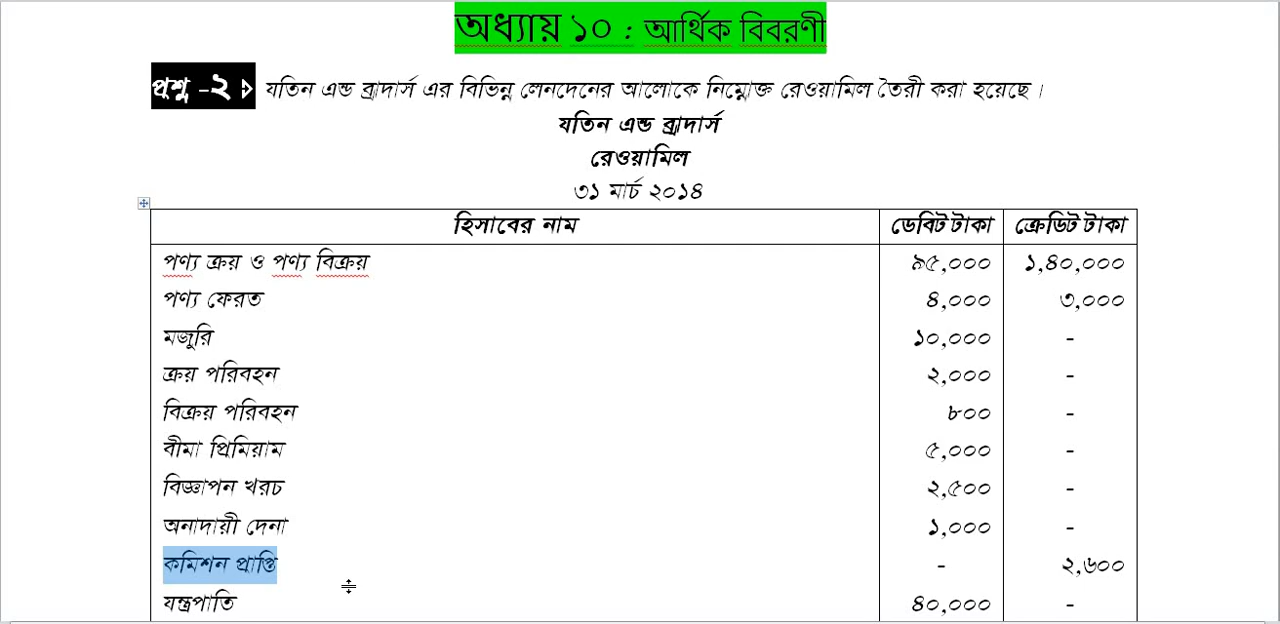 অধ্যায় ১০ : আর্থিক বিবরণী
প্রশ্ন -২ যতিন এন্ড ব্রাদার্স এর বিভিন্ন লেনদেনের আলোকে নিম্মোক্ত রেওয়ামিল তৈরী করা হয়েছে।
যতিন এন্ড ব্রাদার্স
রেওয়ামিল
৩১ মার্চ ২০১৪
হিসাবের নাম ডেবিট টাকা ক্রেডিট টাকা
পণ্য ক্রয় ও পণ্য বিক্রয় ৯৫,০০০ ১,৪০,০০০
পণ্য ফেরত ৪,০০০ ৩,০০০
মজুরি ১০,০০০ -
ক্রয় পরিবহন ২,০০০ -
বিক্রয় পরিবহন ৮০০ -
বীমা প্রিমিয়াম ৫,০০০ -
বিজ্ঞাপন খরচ ২,৫০০ -
অনাদায়ী দেনা ১,০০০ -
কমিশন প্রাপ্তি - ২,৬০০
যন্ত্রপাতি ৪০,০০০ -